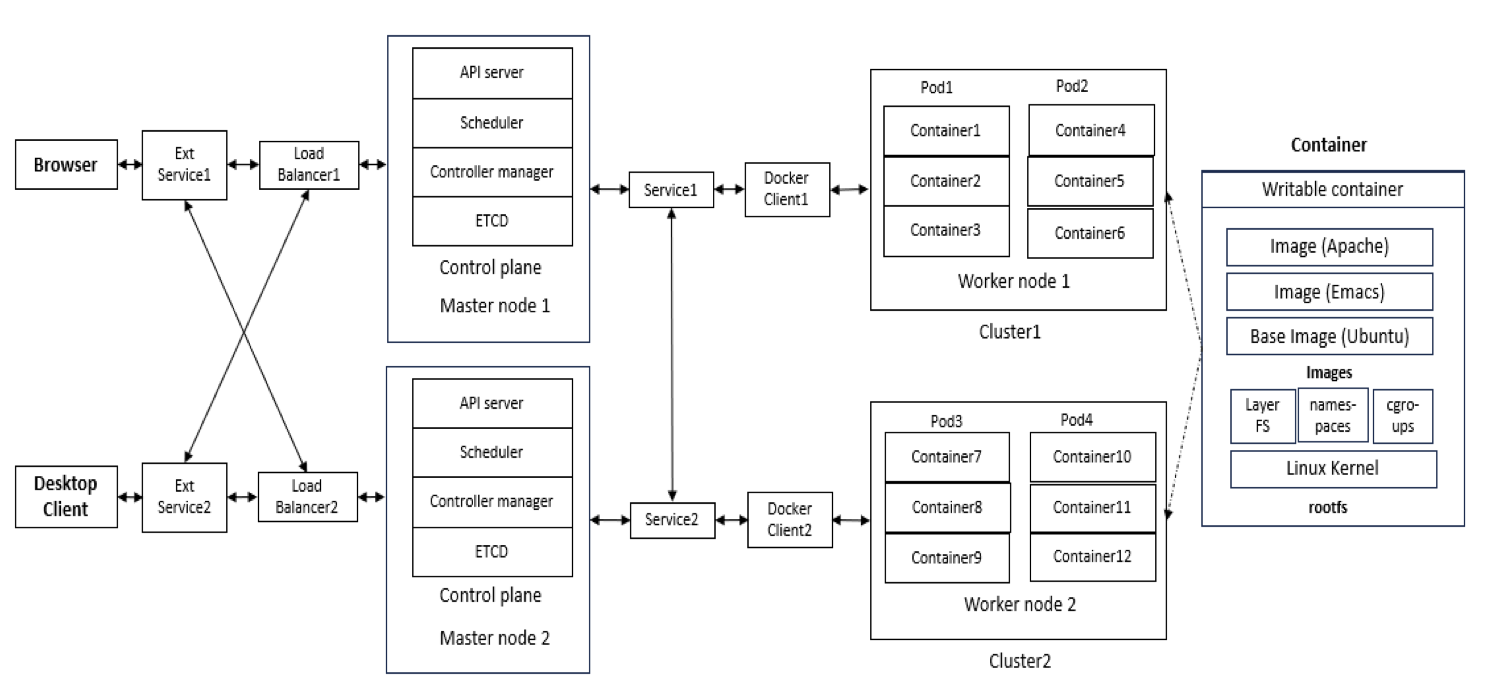 Browser
Ext
Service1
Load
Balancer1
API server
Scheduler
Controller manager
ETCD
Control plane
Master node 1
Service1
Docker
Client1
Pod1
Container1
Container2
Container3
Pod2
Container4
Container5
Container6
Worker node 1
Cluster1
Desktop
Client
Ext
Service2
Load
Balancer2
API server
Scheduler
Controller manager
ETCD
Control plane
Master node 2
Service2
Docker
Client2
Pod3
Container7
Container8
Container9
Pod4
Container10
Container11
Container12
Worker node 2
Cluster2
Container
Writable container
Image (Apache)
Image (Emacs)
Base Image (Ubuntu)
Images
Layer
FS
names-
paces
cgro-
ups
Linux Kernel
rootfs